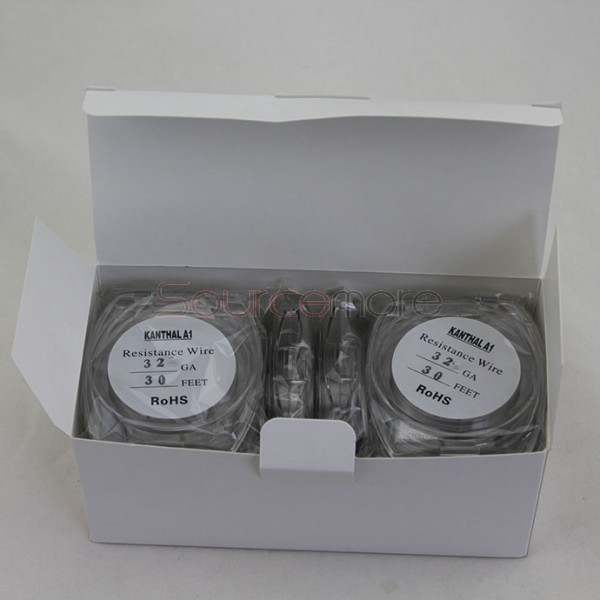 Sourcemore
KANTHAL A1
Resistance Wire
32 GA
30 FEET
RoHS
KANTHAL A1
Resistance Wire
32 GA
30 FEET
RoHS